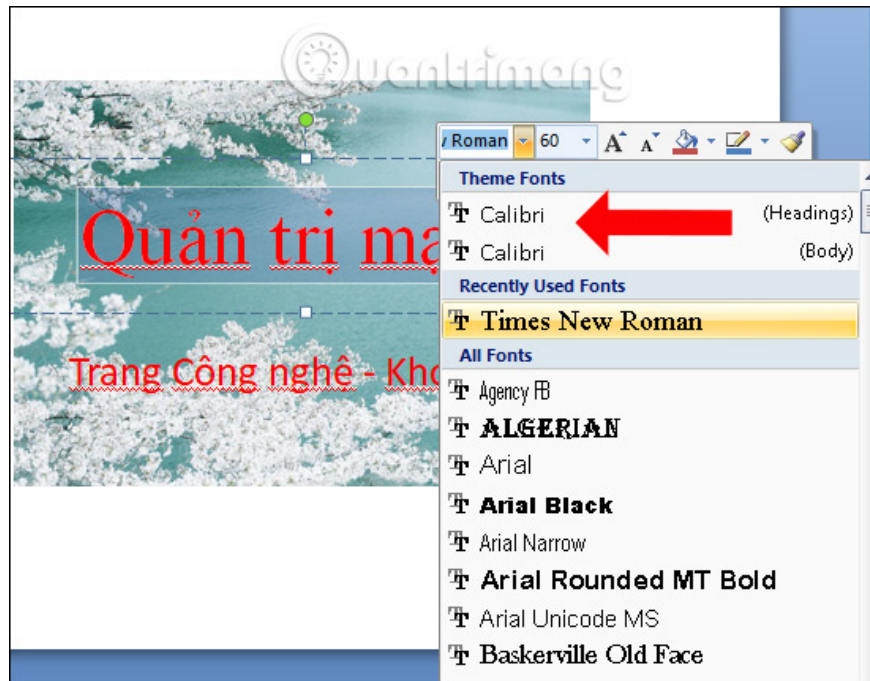 Quantrimang
Roman 60 A A
Theme Fonts
Calibri (Headings)
Calibri (Body)
Recently Used Fonts
Times New Roman
All Fonts
Agency FB
ALGERIAN
Arial
Arial Black
Arial Narrow
Arial Rounded MT Bold
Arial Unicode MS
Baskerville Old Face
Quản trị mạ
Trang Công nghê - Kho